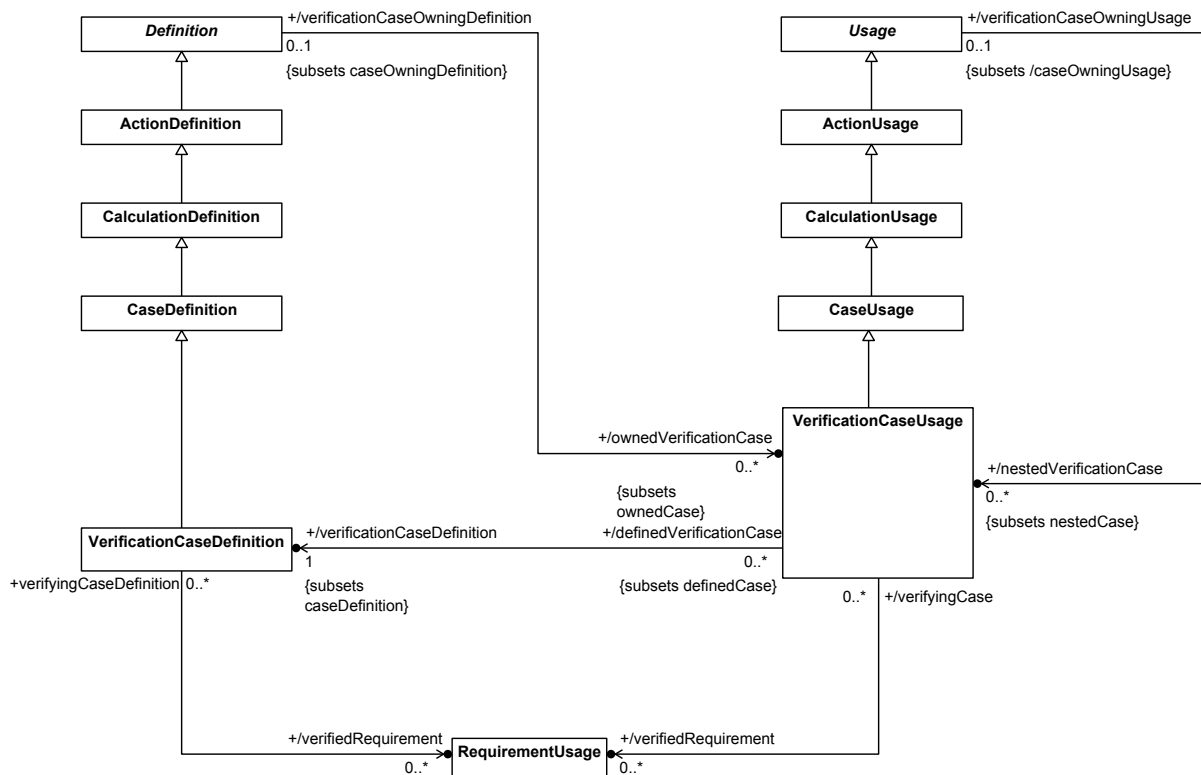 +/verificationCaseOwningDefinition
+/verificationCaseOwningUsage
Definition
Usage
0..1
0..1
{subsets caseOwningDefinition}
{subsets /caseOwningUsage}
ActionDefinition
ActionUsage
CalculationDefinition
CalculationUsage
CaseDefinition
CaseUsage
VerificationCaseUsage
+/ownedVerificationCase
0..*
+/nestedVerificationCase
0..*
{subsets
ownedCase}
{subsets nestedCase}
VerificationCaseDefinition
+/verificationCaseDefinition
+/definedVerificationCase
1
0..*
+verifyingCaseDefinition
0..*
{subsets
caseDefinition}
{subsets definedCase}
0..*
+/verifyingCase
+/verifiedRequirement
RequirementUsage
+/verifiedRequirement
0..*
0..*